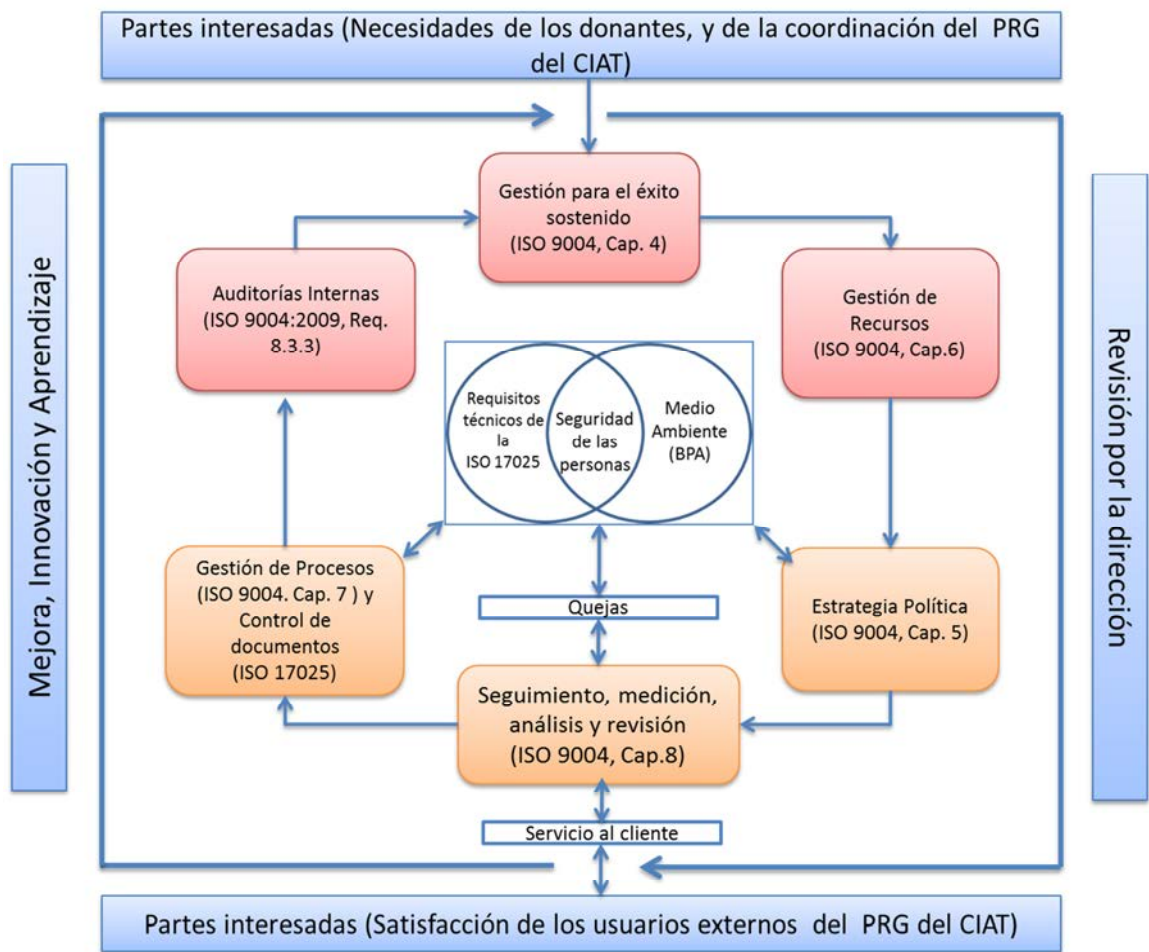 Partes interesadas (Necesidades de los donantes, y de la coordinación del PRG
del CIAT)
Mejora, Innovación y Aprendizaje
Gestión para el éxito
sostenido
(ISO 9004, Cap. 4)
Auditorías Internas
(ISO 9004:2009, Req.
8.3.3)
Gestión de
Recursos
(ISO 9004, Cap.6)
Revisión por la dirección
Requisitos
técnicos de
la
ISO 17025
Seguridad
de las
personas
Medio
Ambiente
(BPA)
Gestión de Procesos
(ISO 9004. Cap. 7 ) y
Control de
documentos
(ISO 17025)
Quejas
Estrategia Política
(ISO 9004, Cap. 5)
Seguimiento, medición,
análisis y revisión
(ISO 9004, Cap.8)
Servicio al cliente
Partes interesadas (Satisfacción de los usuarios externos del PRG del CIAT)